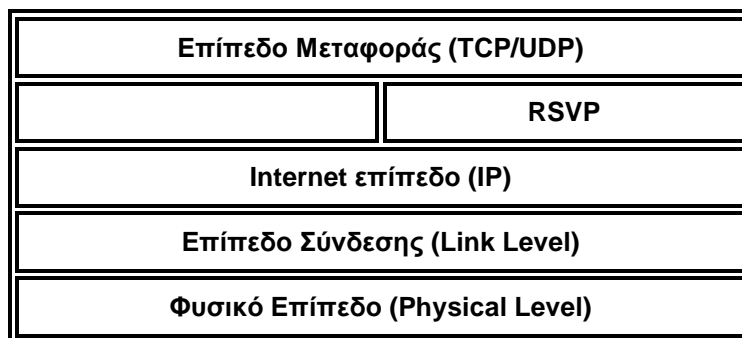 Επίπεδο Μεταφοράς (TCP/UDP)
RSVP
Internet επίπεδο (IP)
Επίπεδο Σύνδεσης (Link Level)
Φυσικό Επίπεδο (Physical Level)